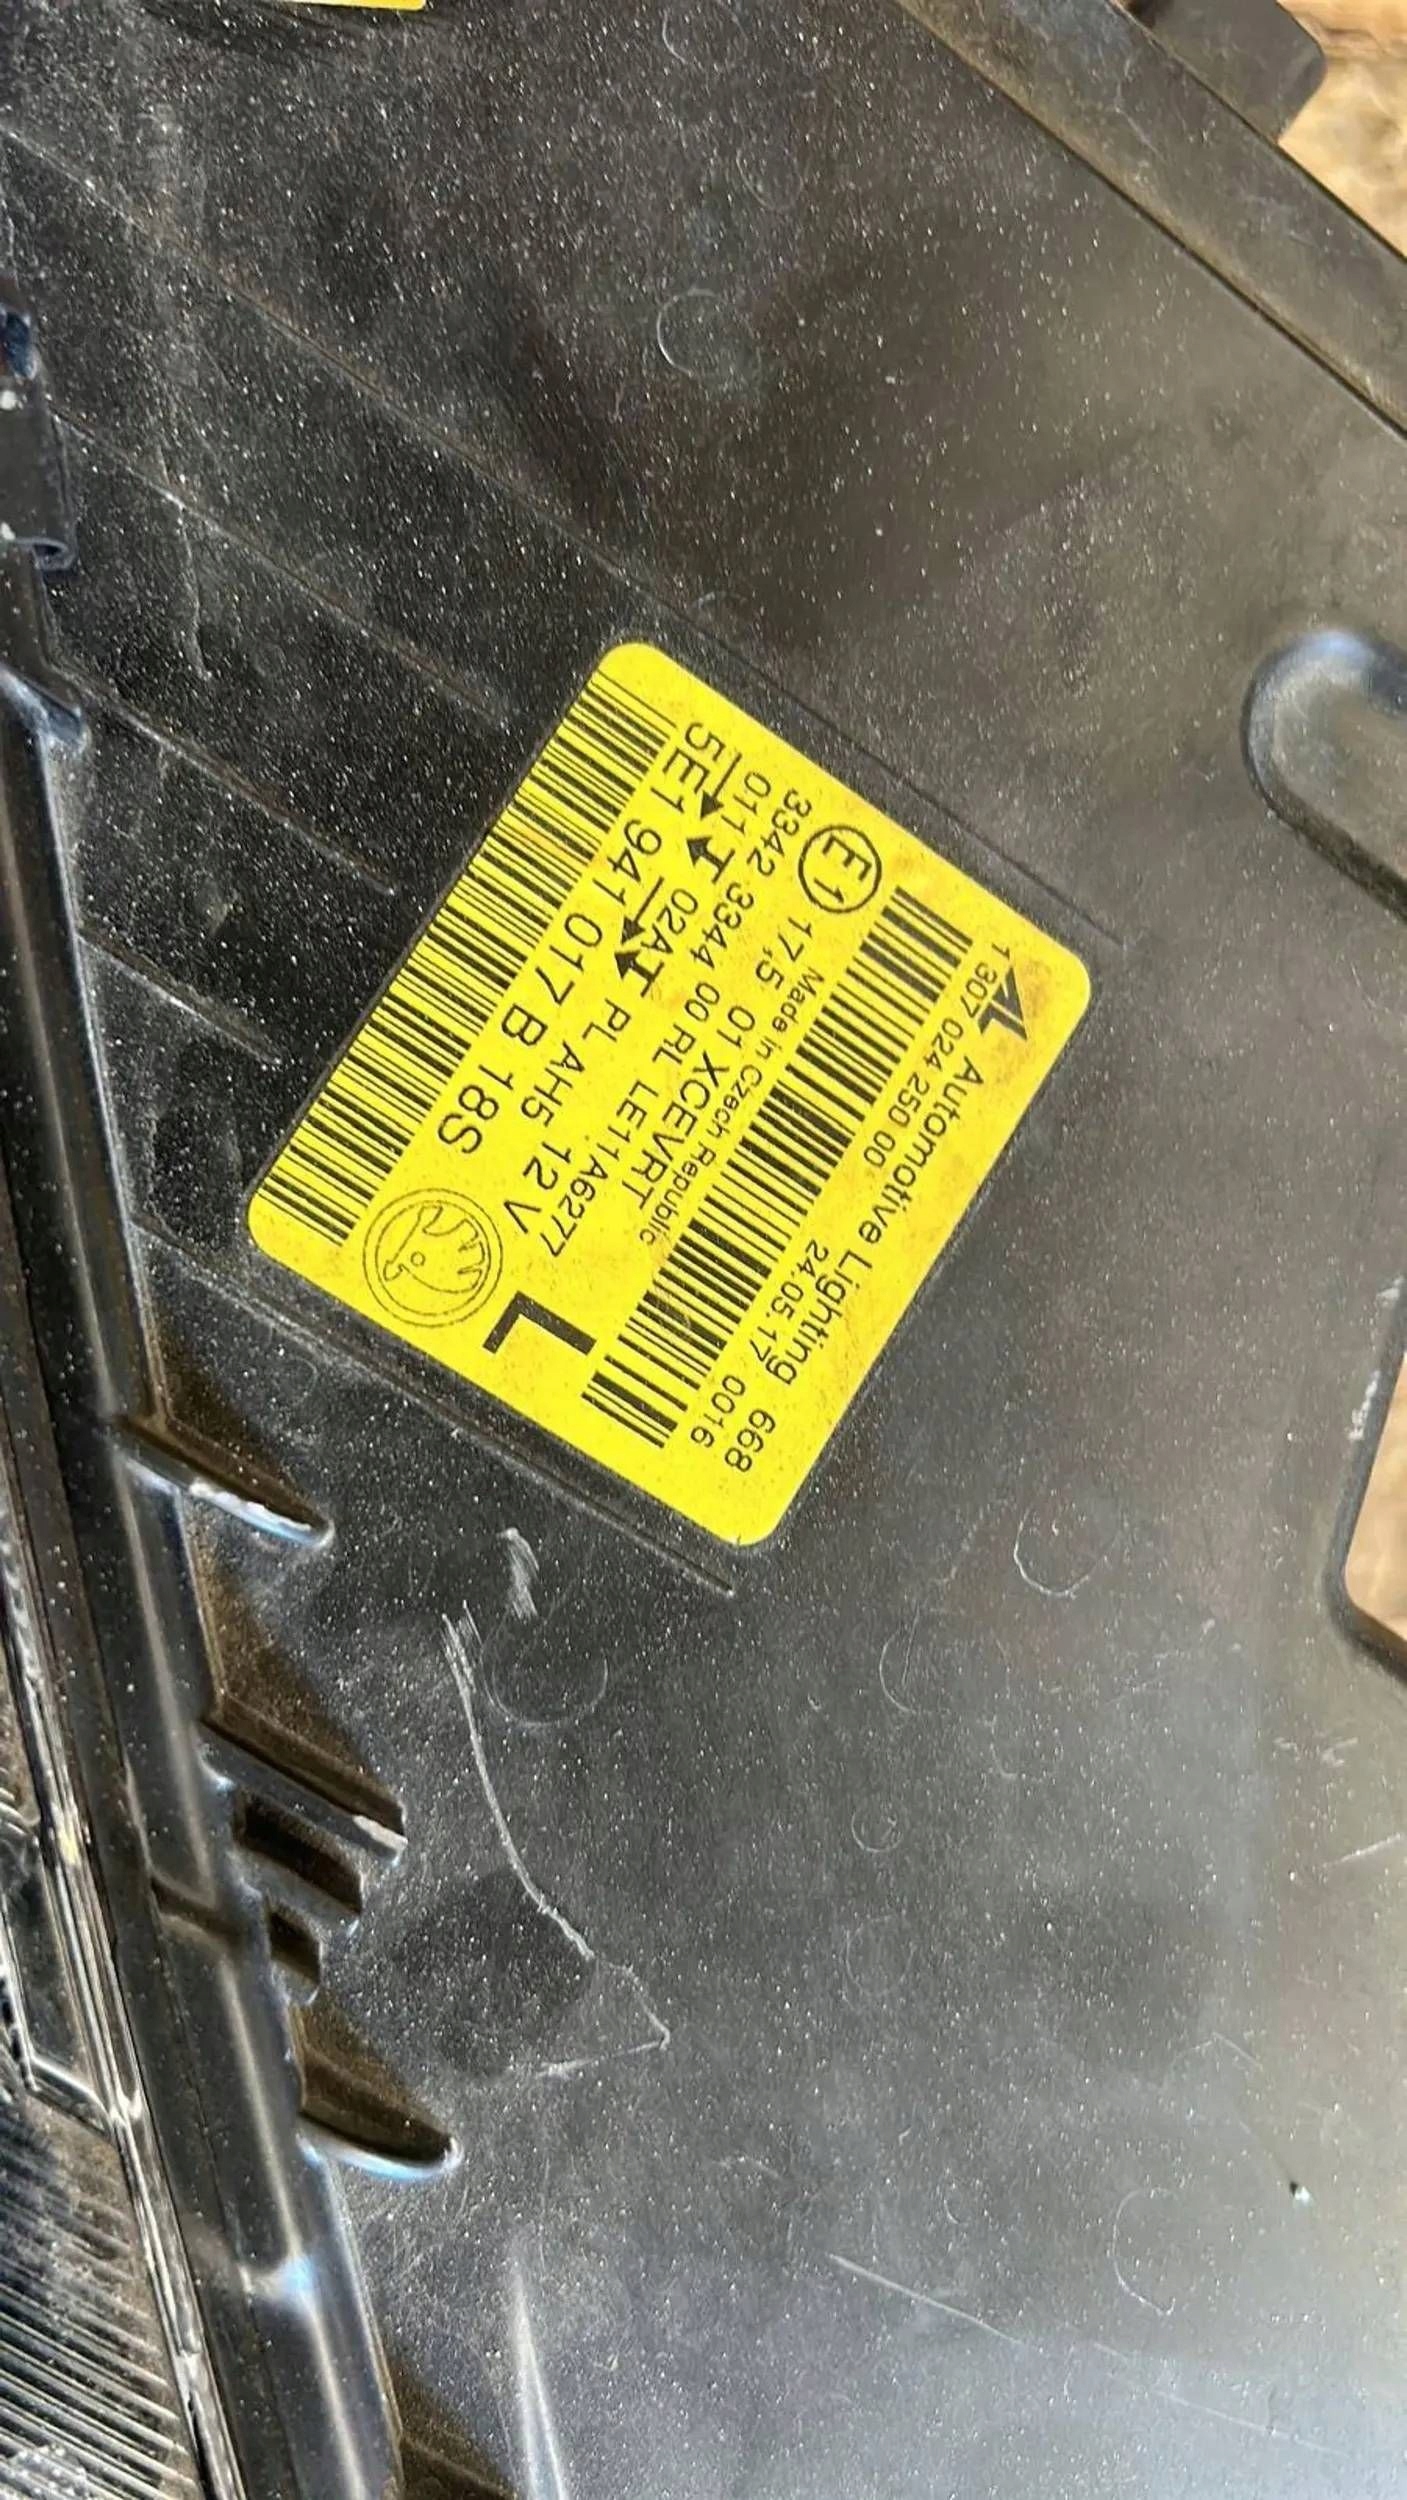 Automotive Lighting 668
1 307 024 250 00 24.05.17 0016
Made in Czech Republic
E1 17,5 01 XCEVRT
3342 3344 00 RL LE11A6277
011 02A PL AH5 12V
5E1 941 017 B 18S
L